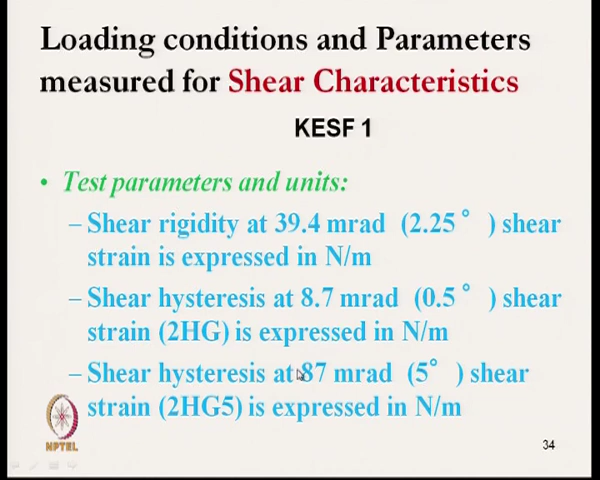 Loading conditions and Parameters
measured for Shear Characteristics
KESF 1
• Test parameters and units:
– Shear rigidity at 39.4 mrad (2.25 ° ) shear
strain is expressed in N/m
– Shear hysteresis at 8.7 mrad (0.5 ° ) shear
strain (2HG) is expressed in N/m
– Shear hysteresis at 87 mrad (5° ) shear
strain (2HG5) is expressed in N/m
NPTEL
34